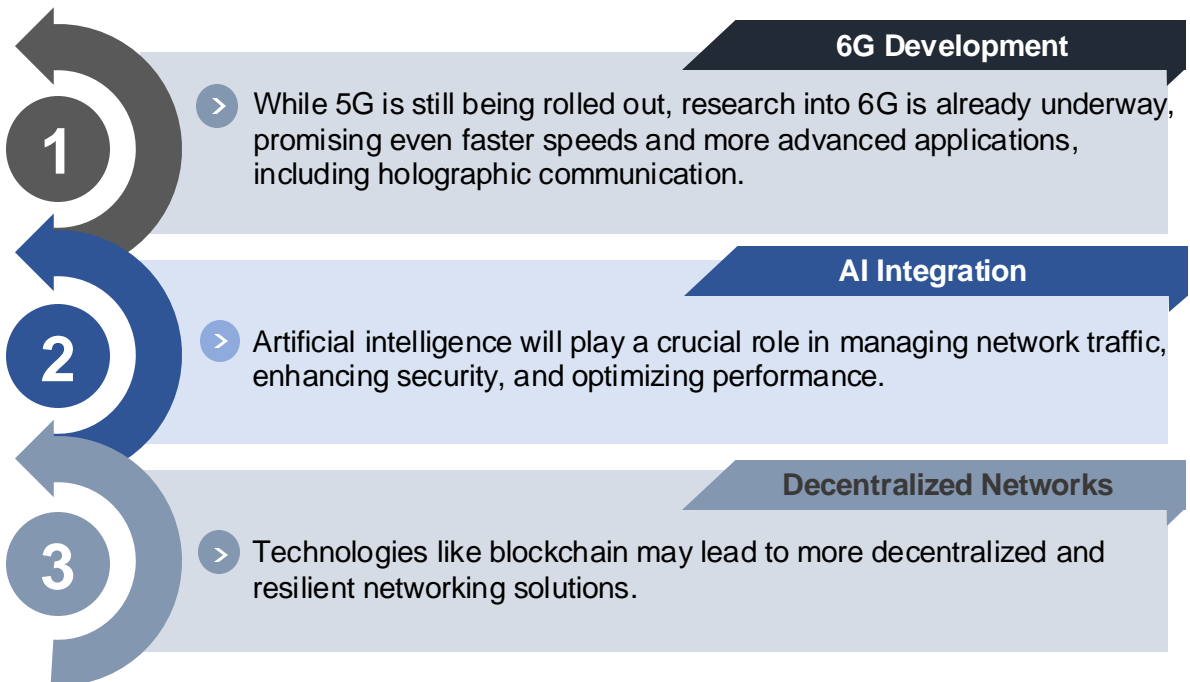 6G Development
1
While 5G is still being rolled out, research into 6G is already underway,
promising even faster speeds and more advanced applications,
including holographic communication.
AI Integration
2
Artificial intelligence will play a crucial role in managing network traffic,
enhancing security, and optimizing performance.
Decentralized Networks
3
Technologies like blockchain may lead to more decentralized and
resilient networking solutions.